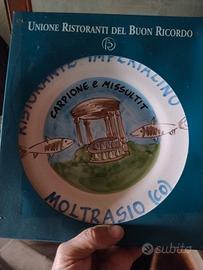 UNIONE RISTORANTI DEL BUON RICORDO
RISTORANTE IMPERIALINO
CARPIONE e MISSULTIT
MOLTRASIO (CO)
subito